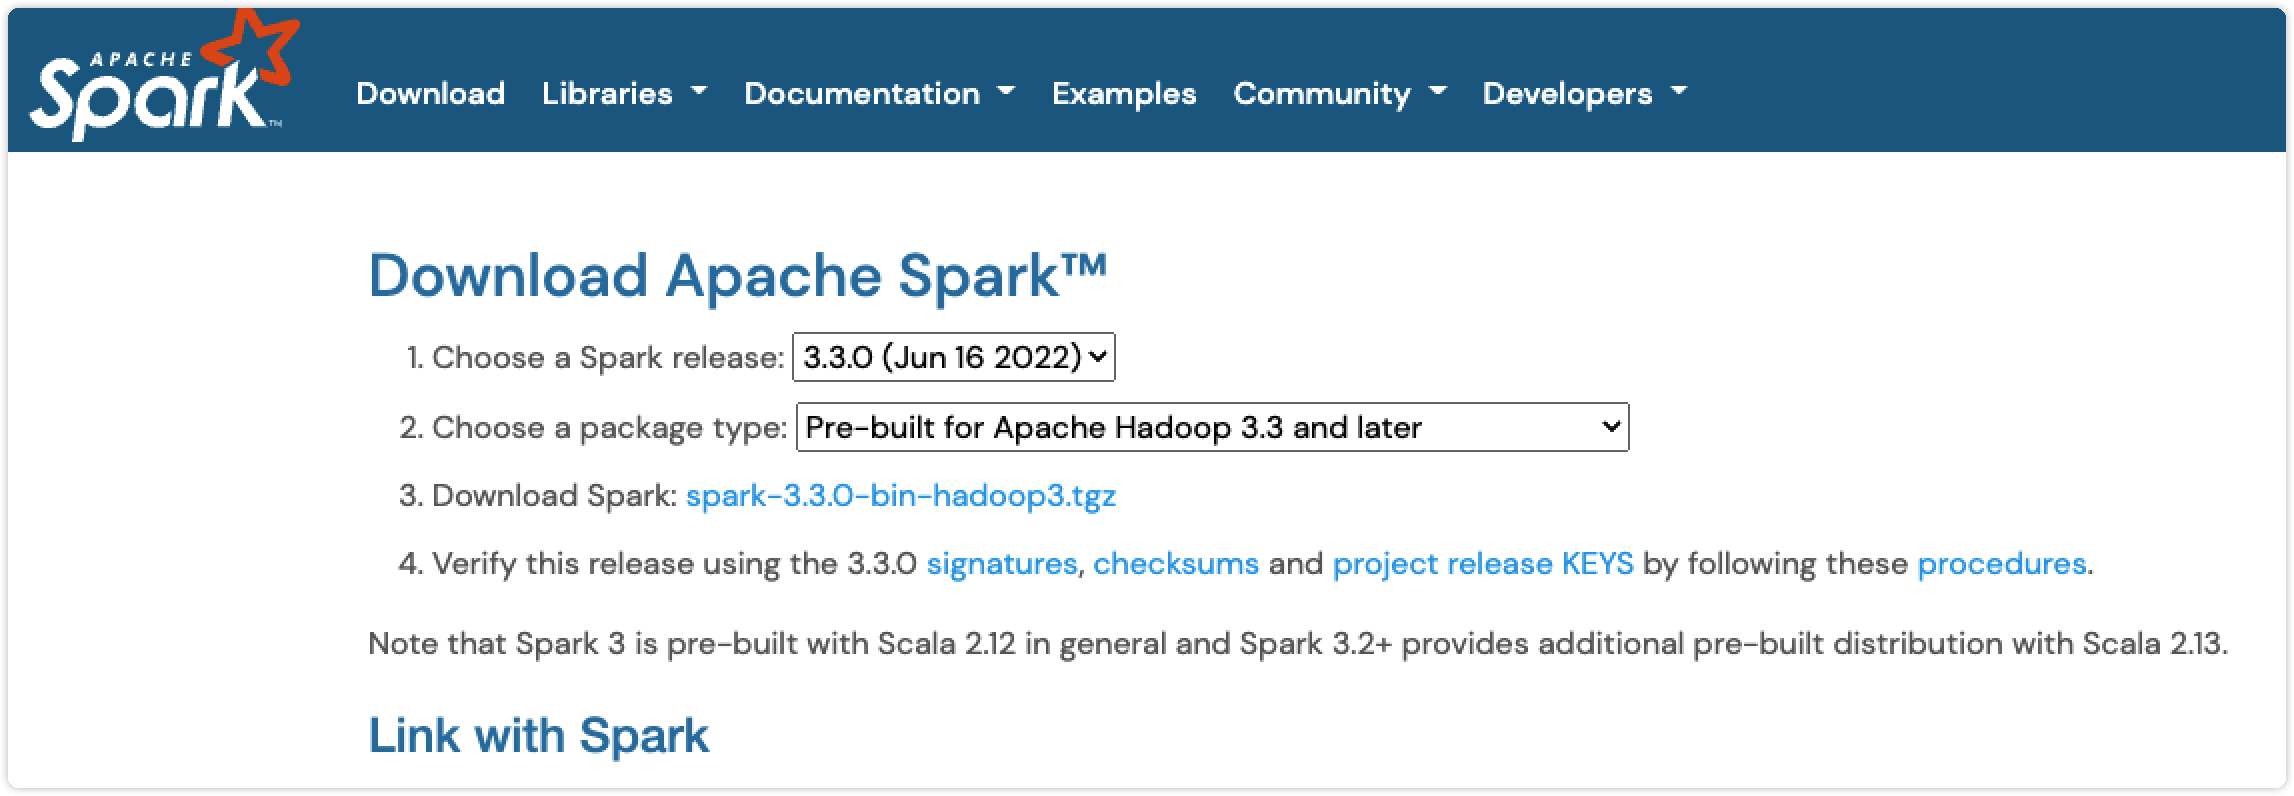 APACHE
Spark™
Download Libraries Documentation Examples Community Developers
Download Apache Spark™
1. Choose a Spark release: 3.3.0 (Jun 16 2022)
2. Choose a package type: Pre-built for Apache Hadoop 3.3 and later
3. Download Spark: spark-3.3.0-bin-hadoop3.tgz
4. Verify this release using the 3.3.0 signatures, checksums and project release KEYS by following these procedures.
Note that Spark 3 is pre-built with Scala 2.12 in general and Spark 3.2+ provides additional pre-built distribution with Scala 2.13.
Link with Spark